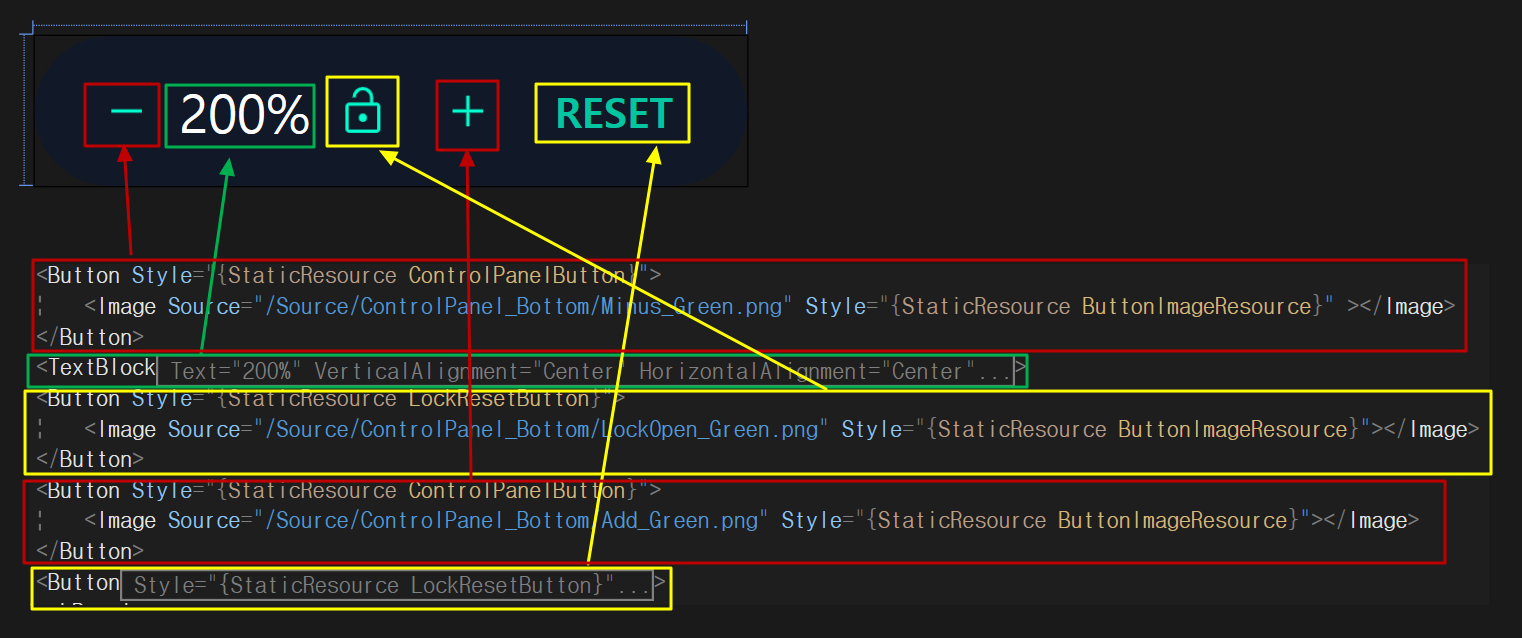 200%
RESET
<Button Style="{StaticResource ControlPanelButton}">
<Image Source="/Source/ControlPanel_Bottom/Minus_Green.png" Style="{StaticResource ButtonImageResource}" ></Image>
</Button>
<TextBlock Text="200%" VerticalAlignment="Center" HorizontalAlignment="Center"...>
<Button Style="{StaticResource LockResetButton}">
<Image Source="/Source/ControlPanel_Bottom/LockOpen_Green.png" Style="{StaticResource ButtonImageResource}"></Image>
</Button>
<Button Style="{StaticResource ControlPanelButton}">
<Image Source="/Source/ControlPanel_Bottom/Add_Green.png" Style="{StaticResource ButtonImageResource}"></Image>
</Button>
<Button Style="{StaticResource LockResetButton}"...>